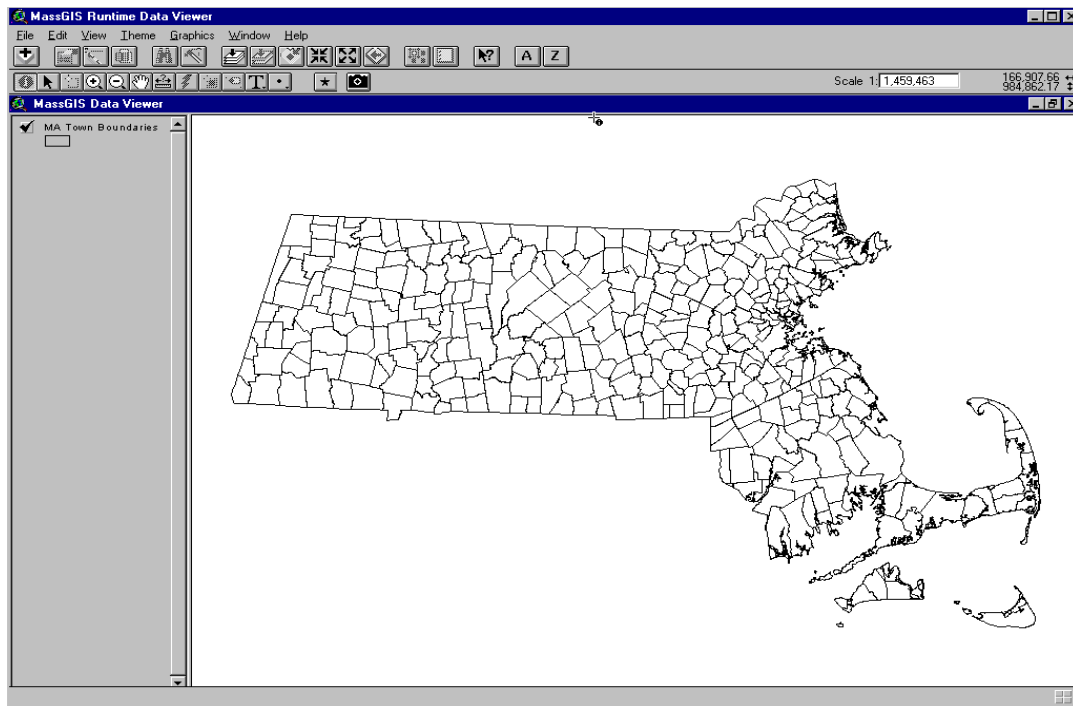 MassGIS Runtime Data Viewer
File Edit View Theme Graphics Window Help
A Z
T Scale 1: 1,459,463 166,907.66
984,862.17
MassGIS Data Viewer
MA Town Boundaries